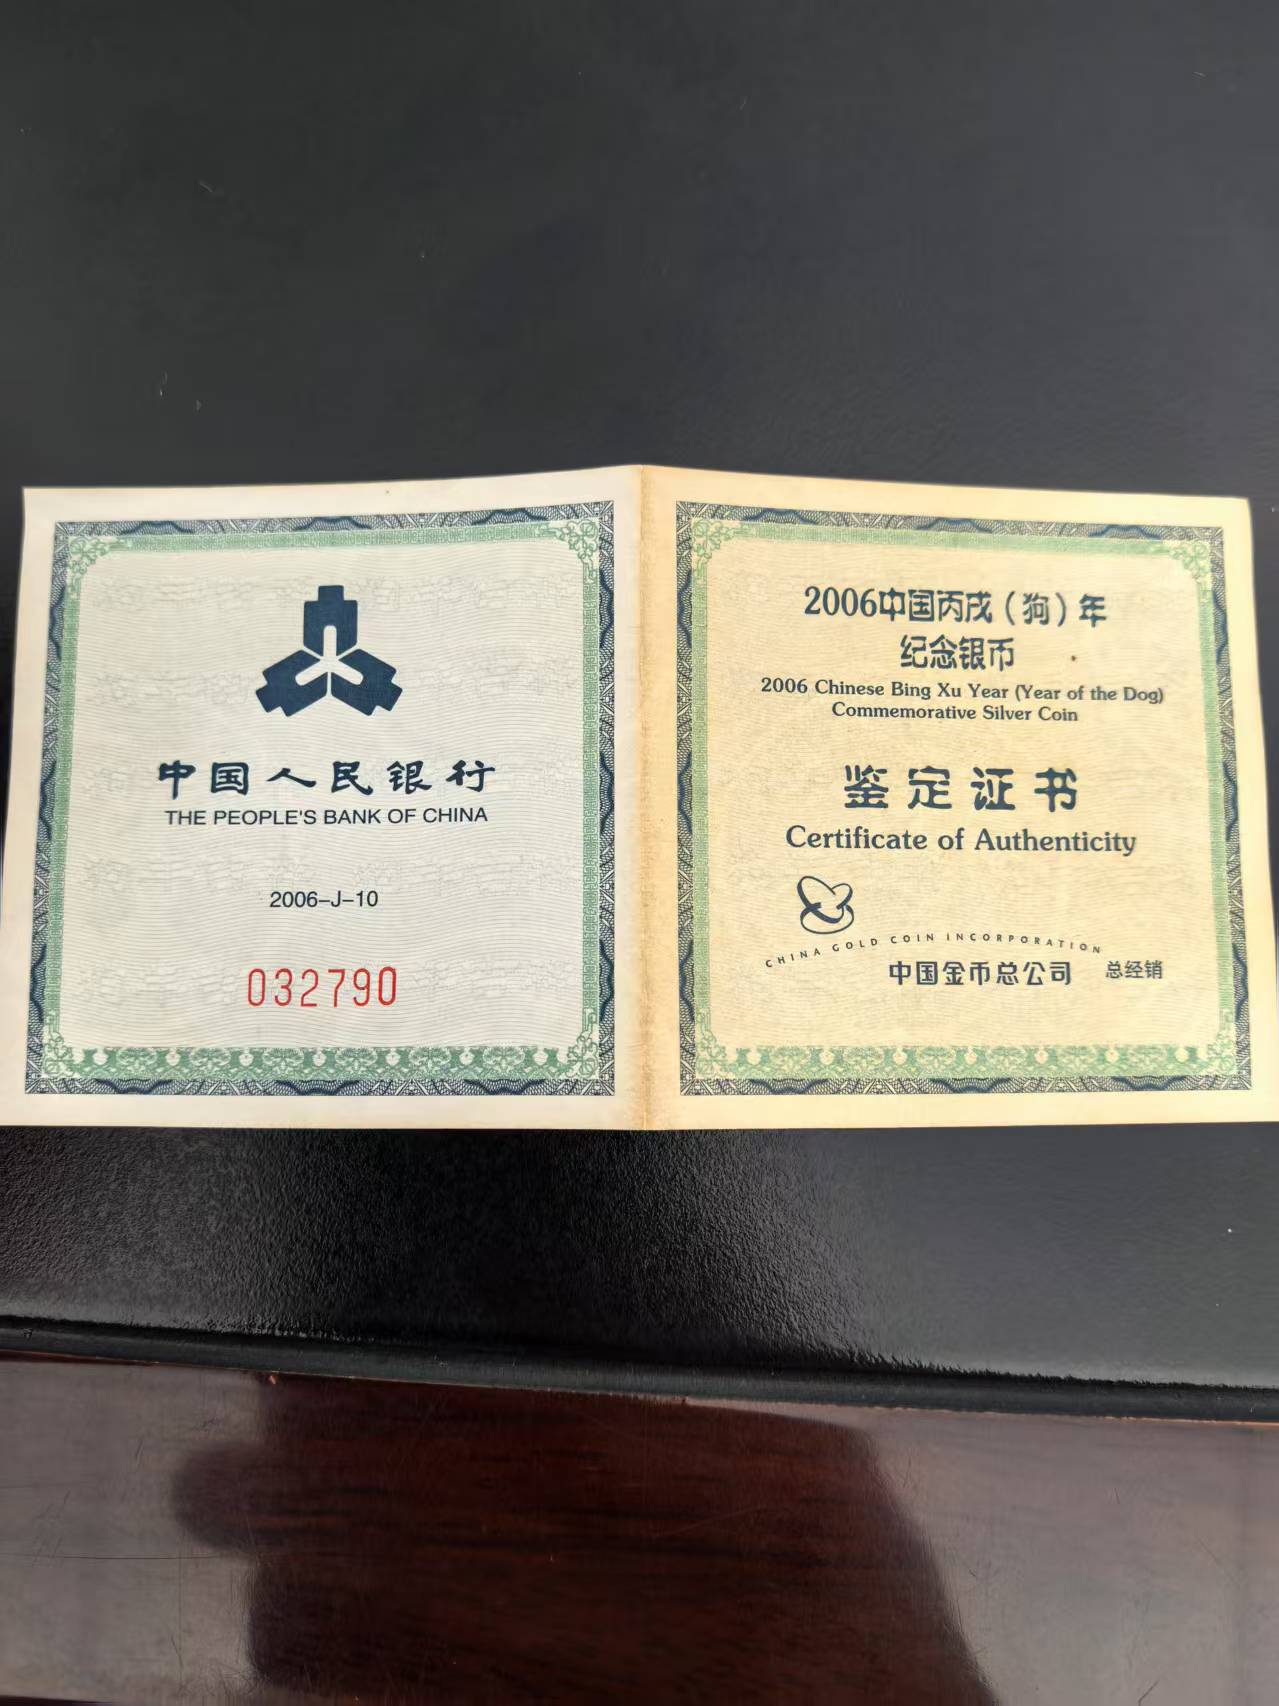 中国人民银行
THE PEOPLE'S BANK OF CHINA
2006-J-10
032790
2006中国丙戌（狗）年
纪念银币
2006 Chinese Bing Xu Year (Year of the Dog)
Commemorative Silver Coin
鉴定证书
Certificate of Authenticity
CHINA GOLD COIN INCORPORATION
中国金币总公司 总经销